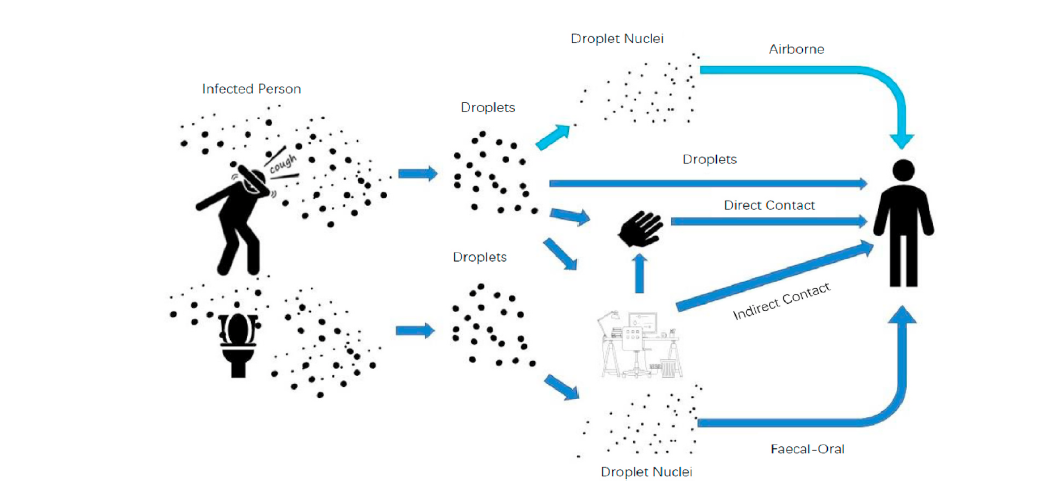 Droplet Nuclei
Airborne
Infected Person
Droplets
cough
Droplets
Direct Contact
Droplets
Indirect Contact
Faecal-Oral
Droplet Nuclei